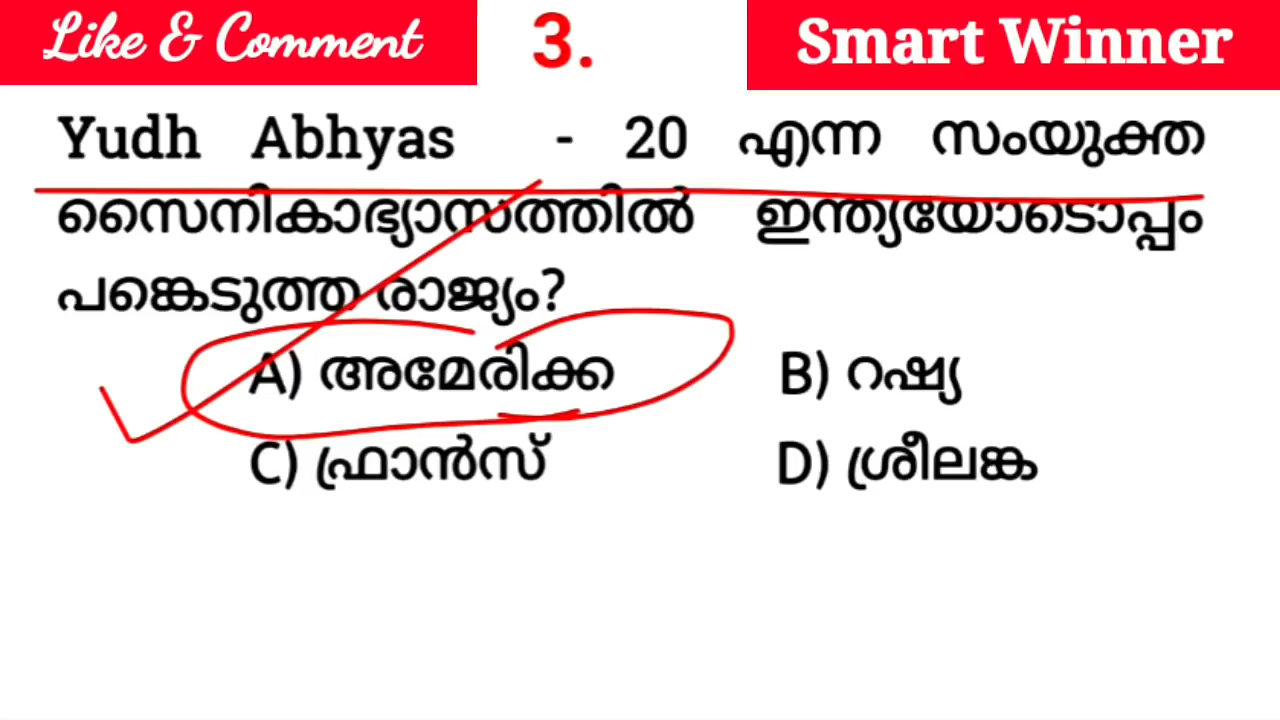 Like & Comment 3. Smart Winner
Yudh Abhyas - 20 എന്ന സംയുക്ത
സൈനികാഭ്യാസത്തിൽ ഇന്ത്യയോടൊപ്പം
പങ്കെടുത്ത രാജ്യം?
A) അമേരിക്ക B) റഷ്യ
C) ഫ്രാൻസ് D) ശ്രീലങ്ക